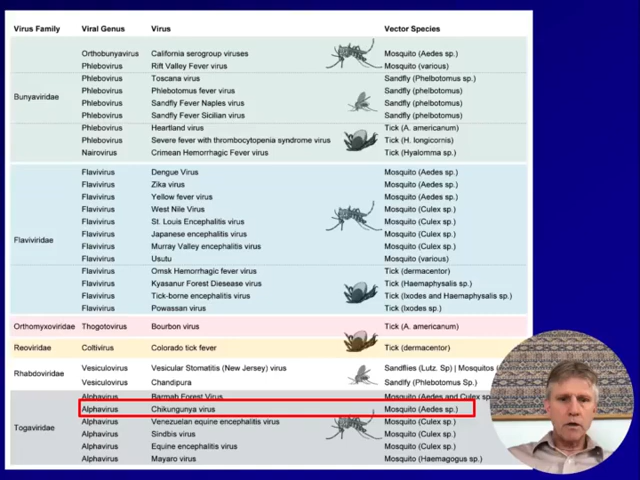 Virus Family Viral Genus Virus Vector Species
Orthobunyavirus California serogroup viruses Mosquito (Aedes sp.)
Phlebovirus Rift Valley Fever virus Mosquito (various)
Phlebovirus Toscana virus Sandfly (Phelbotomus sp.)
Bunyaviridae Phlebovirus Phlebotomus fever virus Sandfly (phelbotomus)
Phlebovirus Sandfly Fever Naples virus Sandfly (phelbotomus)
Phlebovirus Sandfly Fever Sicilian virus Sandfly (phelbotomus)
Phlebovirus Heartland virus Tick (A. americanum)
Phlebovirus Severe fever with thrombocytopenia syndrome virus Tick (H. longicornis)
Nairovirus Crimean Hemorrhagic Fever virus Tick (Hyalomma sp.)
Flavivirus Dengue Virus Mosquito (Aedes sp.)
Flavivirus Zika virus Mosquito (Aedes sp.)
Flavivirus Yellow fever virus Mosquito (Aedes sp.)
Flavivirus West Nile Virus Mosquito (Culex sp.)
Flavivirus St. Louis Encephalitis virus Mosquito (Culex sp.)
Flaviviridae Flavivirus Japanese encephalitis virus Mosquito (Culex sp.)
Flavivirus Murray Valley encephalitis virus Mosquito (Culex sp.)
Flavivirus Usutu Mosquito (various)
Flavivirus Omsk Hemorrhagic fever virus Tick (dermacentor)
Flavivirus Kyasanur Forest Diesease virus Tick (Haemaphysalis sp.)
Flavivirus Tick-borne encephalitis virus Tick (Ixodes and Haemaphysalis sp.)
Flavivirus Powassan virus Tick (Ixodes sp.)
Orthomyxoviridae Thogotovirus Bourbon virus Tick (A. americanum)
Reoviridae Coltivirus Colorado tick fever Tick (dermacentor)
Rhabdoviridae Vesiculovirus Vesicular Stomatitis (New Jersey) virus Sandflies (Lutz. Sp) | Mosquitos
Vesiculovirus Chandipura Sandlfy (Phlebotomus Sp.)
Alphavirus Barmah Forest Virus Mosquito (Aedes and Culex sp.
Alphavirus Chikungunya virus Mosquito (Aedes sp.)
Togaviridae Alphavirus Venezuelan equine encephalitis virus Mosquito (Culex sp.)
Alphavirus Sindbis virus Mosquito (Culex sp.)
Alphavirus Equine encephalitis virus Mosquito (Culex sp.)
Alphavirus Mayaro virus Mosquito (Haemagogus sp.)